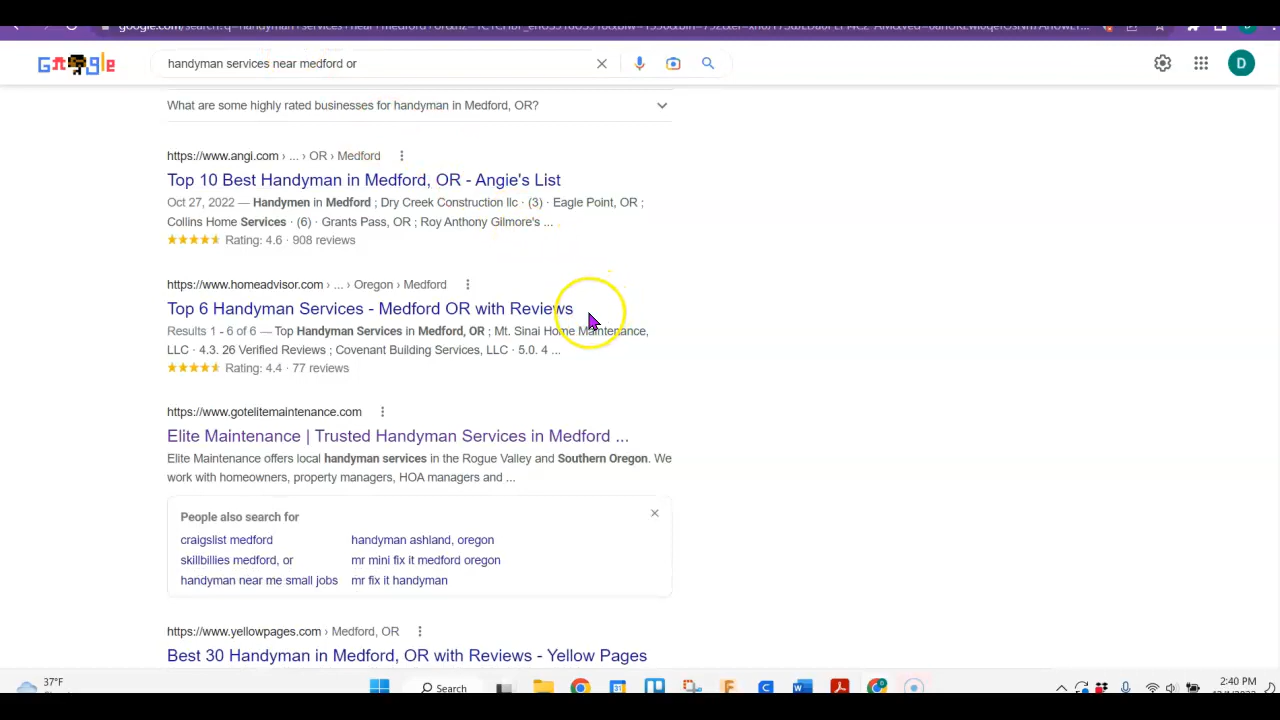 handyman services near medford or
D
What are some highly rated businesses for handyman in Medford, OR?
https://www.angi.com › ... › OR › Medford
Top 10 Best Handyman in Medford, OR - Angie's List
Oct 27, 2022 — Handymen in Medford ; Dry Creek Construction llc · (3) · Eagle Point, OR ;
Collins Home Services · (6) · Grants Pass, OR ; Roy Anthony Gilmore's ...
Rating: 4.6 · 908 reviews
https://www.homeadvisor.com › ... › Oregon › Medford
Top 6 Handyman Services - Medford OR with Reviews
Results 1 - 6 of 6 — Top Handyman Services in Medford, OR ; Mt. Sinai Home Maintenance,
LLC · 4.3. 26 Verified Reviews ; Covenant Building Services, LLC · 5.0. 4 ...
Rating: 4.4 · 77 reviews
https://www.gotelitemaintenance.com
Elite Maintenance | Trusted Handyman Services in Medford ...
Elite Maintenance offers local handyman services in the Rogue Valley and Southern Oregon. We
work with homeowners, property managers, HOA managers and ...
People also search for
craigslist medford handyman ashland, oregon
skillbillies medford, or mr mini fix it medford oregon
handyman near me small jobs mr fix it handyman
https://www.yellowpages.com › Medford, OR
Best 30 Handyman in Medford, OR with Reviews - Yellow Pages
37°F
Search
2:40 PM